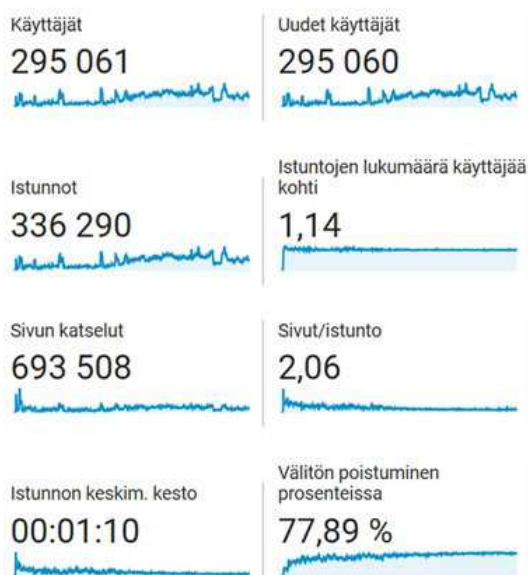 Käyttäjät
295 061
Uudet käyttäjät
295 060
Istunnot
336 290
Istuntojen lukumäärä käyttäjää
kohti
1,14
Sivun katselut
693 508
Sivut/istunto
2,06
Istunnon keskim. kesto
00:01:10
Välitön poistuminen
prosenteissa
77,89 %